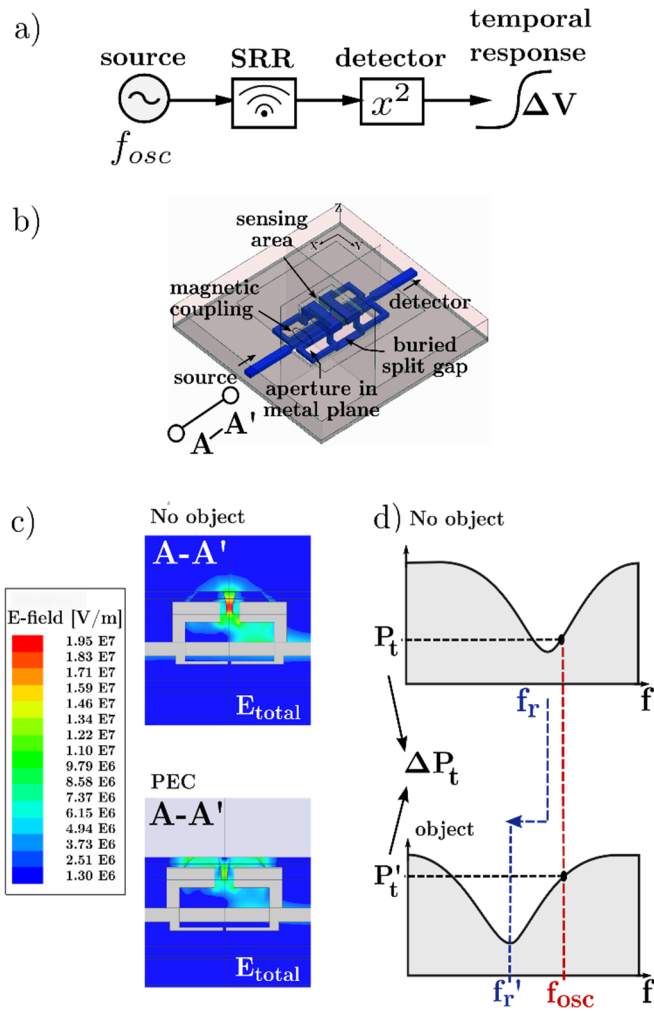 a)
source
SRR
detector
temporal
response
x²
ΔV
f_osc
b)
sensing
area
Z
X
Y
magnetic
coupling
detector
buried
split gap
source
aperture in
metal plane
A-A'
c)
No object
A-A'
E-field [V/m]
1.95 E7
1.83 E7
1.71 E7
1.59 E7
1.46 E7
1.34 E7
1.22 E7
1.10 E7
9.79 E6
8.58 E6
7.37 E6
6.15 E6
4.94 E6
3.73 E6
2.51 E6
1.30 E6
E_total
PEC
A-A'
E_total
d)
No object
P_t
f_r
f
ΔP_t
object
P_t'
f_r'
f_osc
f